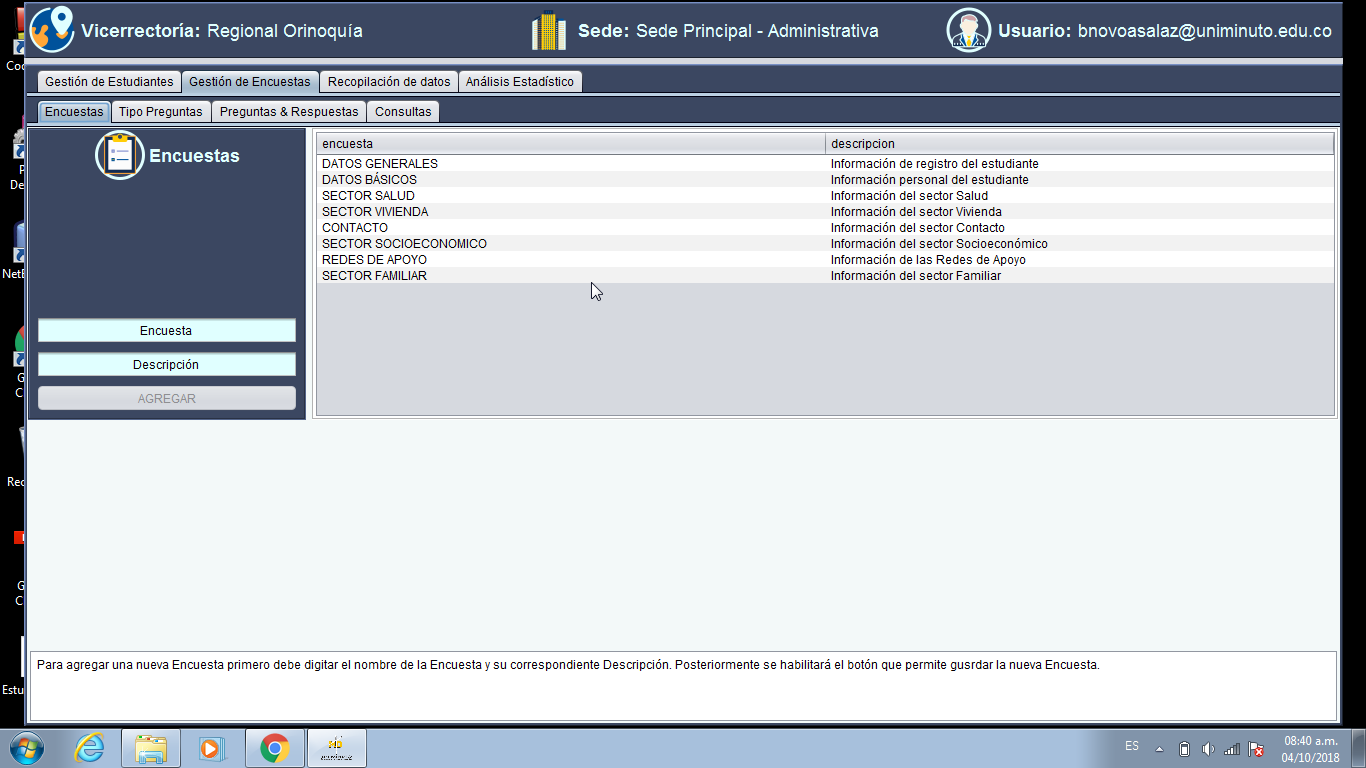 Vicerrectoría: Regional Orinoquía
Sede: Sede Principal - Administrativa
Usuario: bnovoasalaz@uniminuto.edu.co
Gestión de Estudiantes
Gestión de Encuestas
Recopilación de datos
Análisis Estadístico
Encuestas
Tipo Preguntas
Preguntas & Respuestas
Consultas
Encuestas
encuesta descripcion
DATOS GENERALES Información de registro del estudiante
DATOS BÁSICOS Información personal del estudiante
SECTOR SALUD Información del sector Salud
SECTOR VIVIENDA Información del sector Vivienda
CONTACTO Información del sector Contacto
SECTOR SOCIOECONOMICO Información del sector Socioeconómico
REDES DE APOYO Información de las Redes de Apoyo
SECTOR FAMILIAR Información del sector Familiar
Encuesta
Descripción
AGREGAR
Para agregar una nueva Encuesta primero debe digitar el nombre de la Encuesta y su correspondiente Descripción. Posteriormente se habilitará el botón que permite gusrdar la nueva Encuesta.
ES
08:40 a.m.
04/10/2018